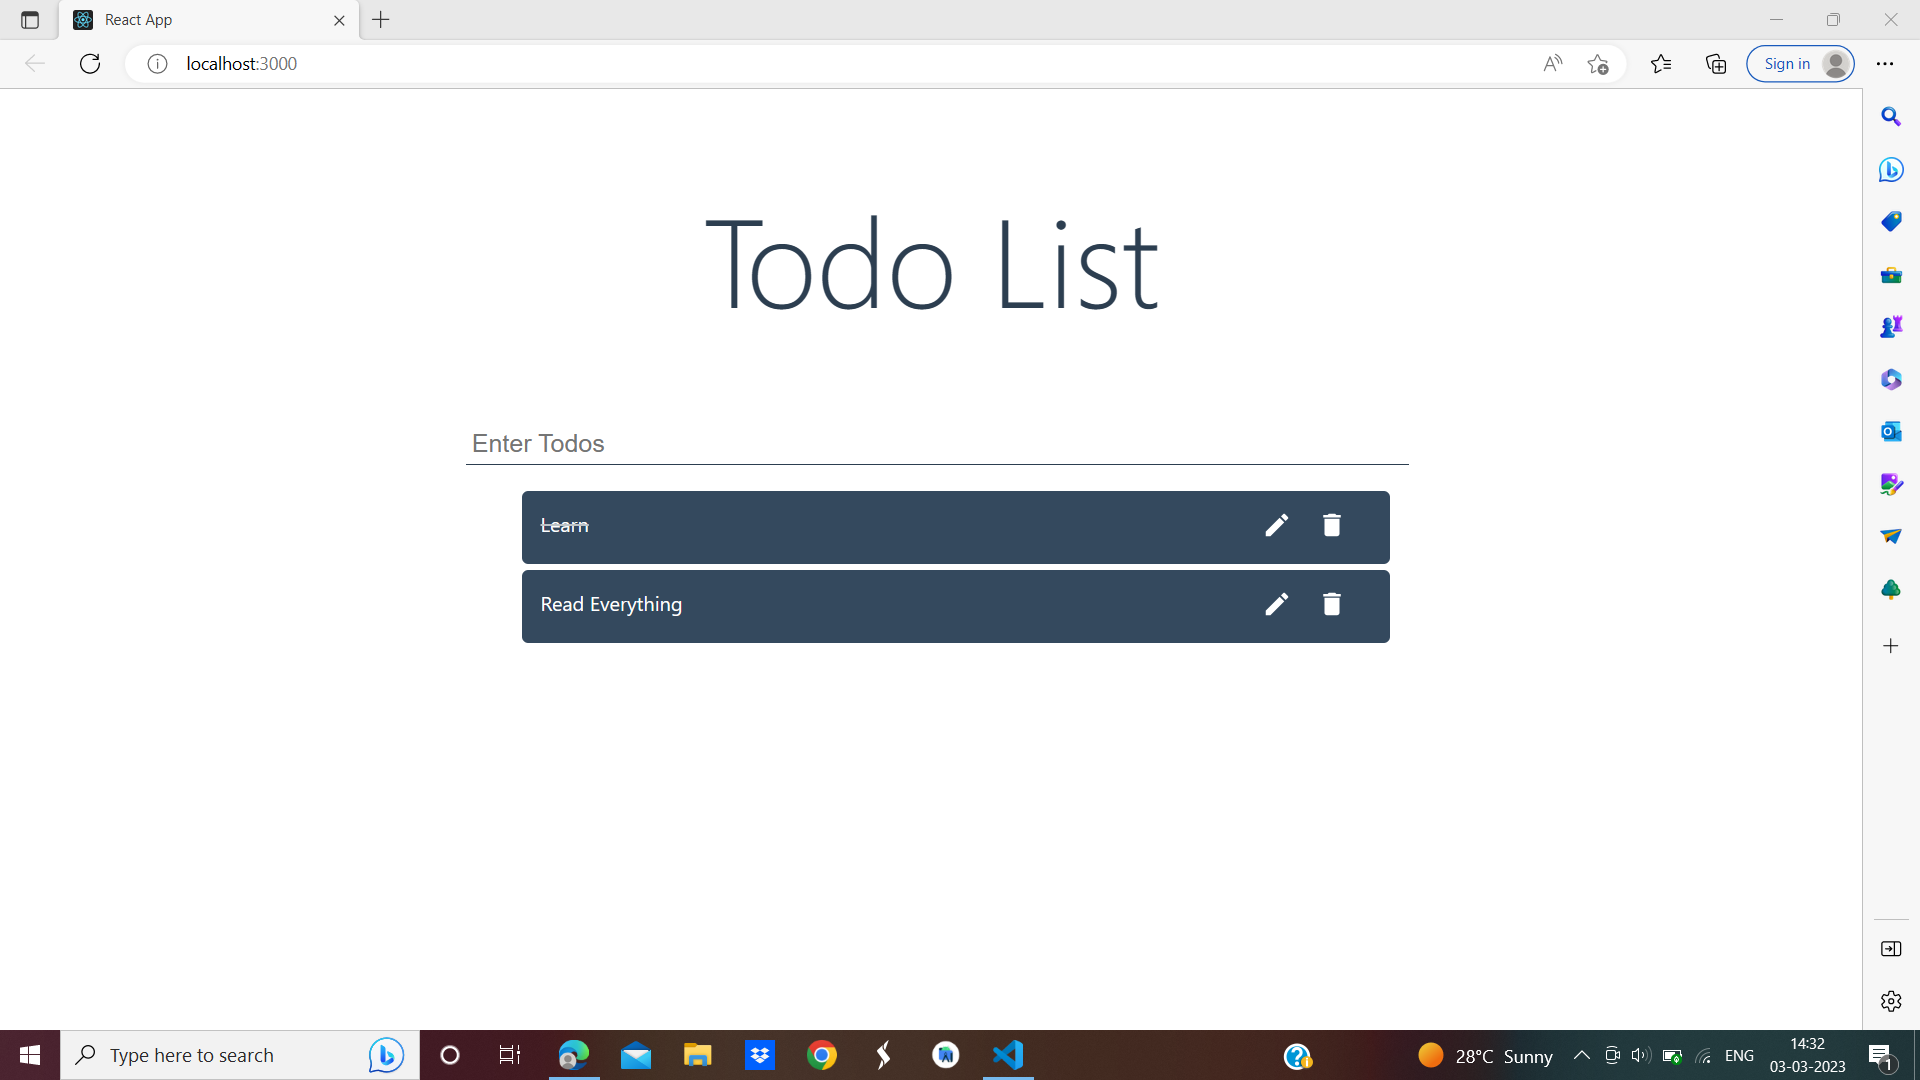 React App
localhost:3000
Sign in
Todo List
Enter Todos
Learn
Read Everything
Type here to search
28°C Sunny
ENG
14:32
03-03-2023
1